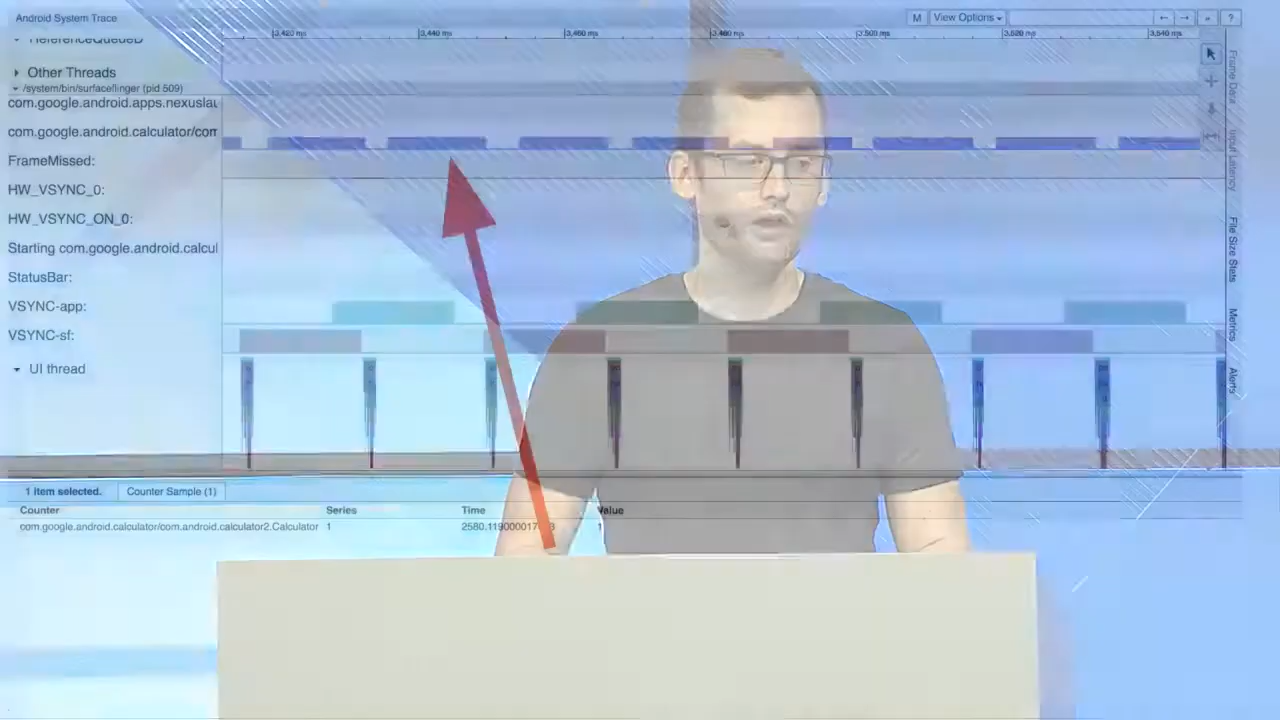 Android System Trace
M
View Options
← → » ?
3,420 ms 3,440 ms 3,460 ms 3,480 ms 3,500 ms 3,520 ms 3,540 ms
ReferenceQueueD
Other Threads
/system/bin/surfaceflinger (pid 509)
com.google.android.apps.nexuslau
com.google.android.calculator/com
FrameMissed:
HW_VSYNC_0:
HW_VSYNC_ON_0:
Starting com.google.android.calcul
StatusBar:
VSYNC-app:
VSYNC-sf:
UI thread
Frame Data
Input Latency
File Size Stats
Metrics
Alerts
1 item selected. Counter Sample (1)
Counter Series Time Value
com.google.android.calculator/com.android.calculator2.Calculator 1 1